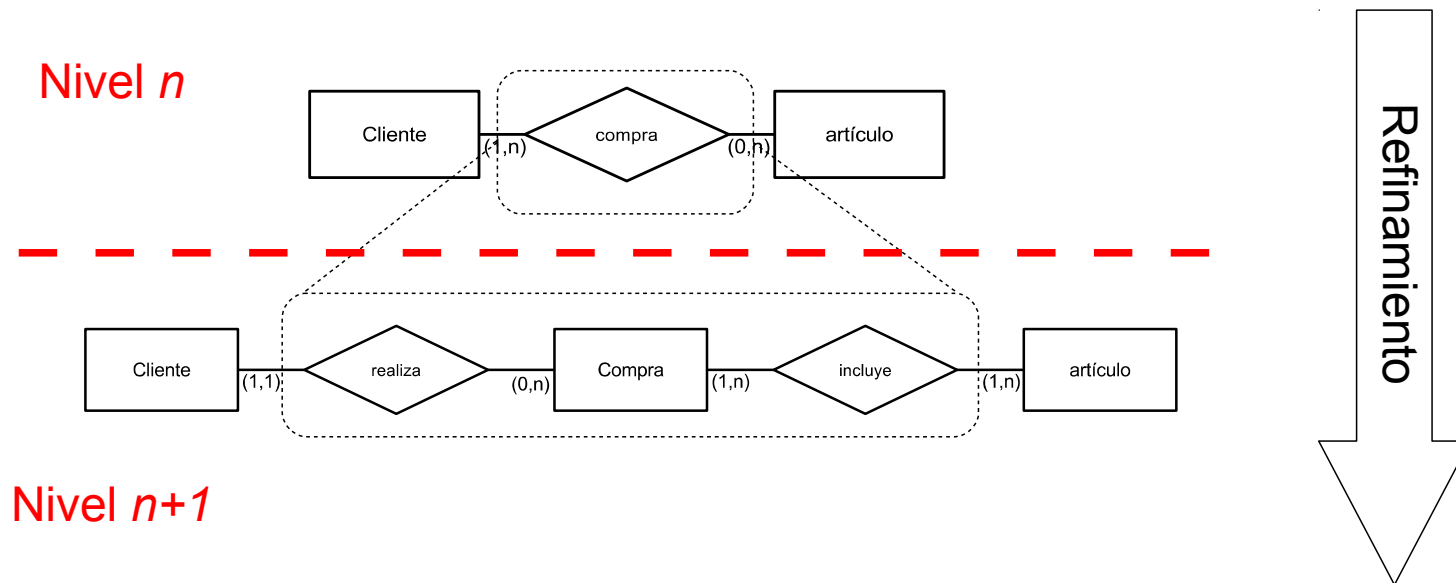 Nivel n
Cliente
(1,n)
compra
(0,n)
artículo
Refinamiento
Cliente
(1,1)
realiza
(0,n)
Compra
(1,n)
incluye
(1,n)
artículo
Nivel n+1